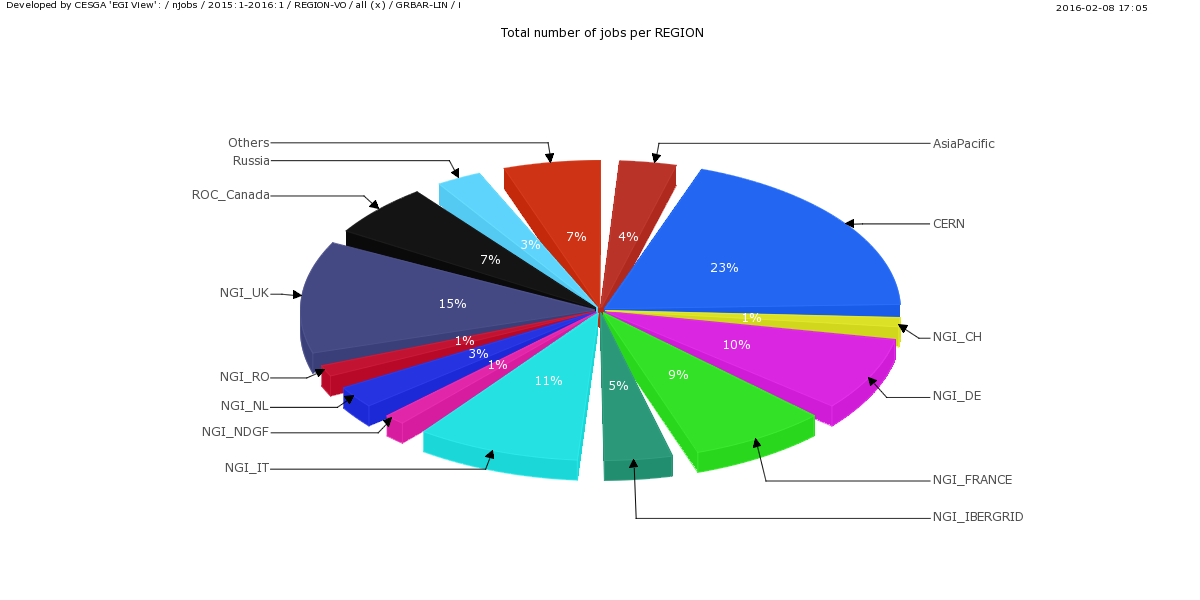 Developed by CESGA 'EGI View': / njobs / 2015:1-2016:1 / REGION-VO / all (x) / GRBAR-LIN / l
2016-02-08 17:05
Total number of jobs per REGION
Others
AsiaPacific
Russia
ROC_Canada
CERN
7%
4%
3%
7%
23%
NGI_UK
15%
1%
NGI_CH
1%
10%
3%
1%
9%
NGI_RO
11%
5%
NGI_DE
NGI_NL
NGI_NDGF
NGI_IT
NGI_FRANCE
NGI_IBERGRID